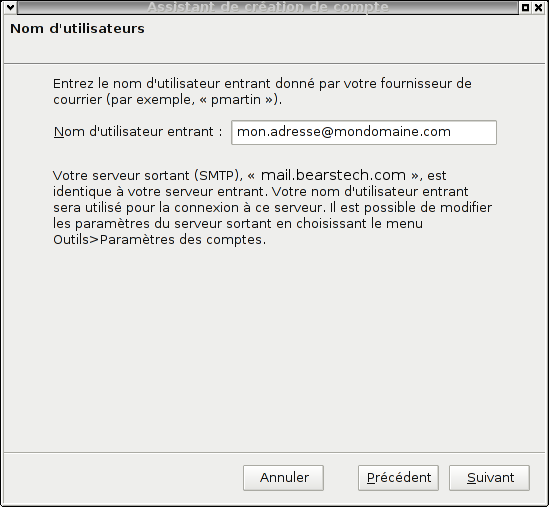 Assistant de création de compte
Nom d'utilisateurs
Entrez le nom d'utilisateur entrant donné par votre fournisseur de
courrier (par exemple, « pmartin »).
Nom d'utilisateur entrant : mon.adresse@mondomaine.com
Votre serveur sortant (SMTP), « mail.bearstech.com », est
identique à votre serveur entrant. Votre nom d'utilisateur entrant
sera utilisé pour la connexion à ce serveur. Il est possible de modifier
les paramètres du serveur sortant en choisissant le menu
Outils>Paramètres des comptes.
Annuler Précédent Suivant